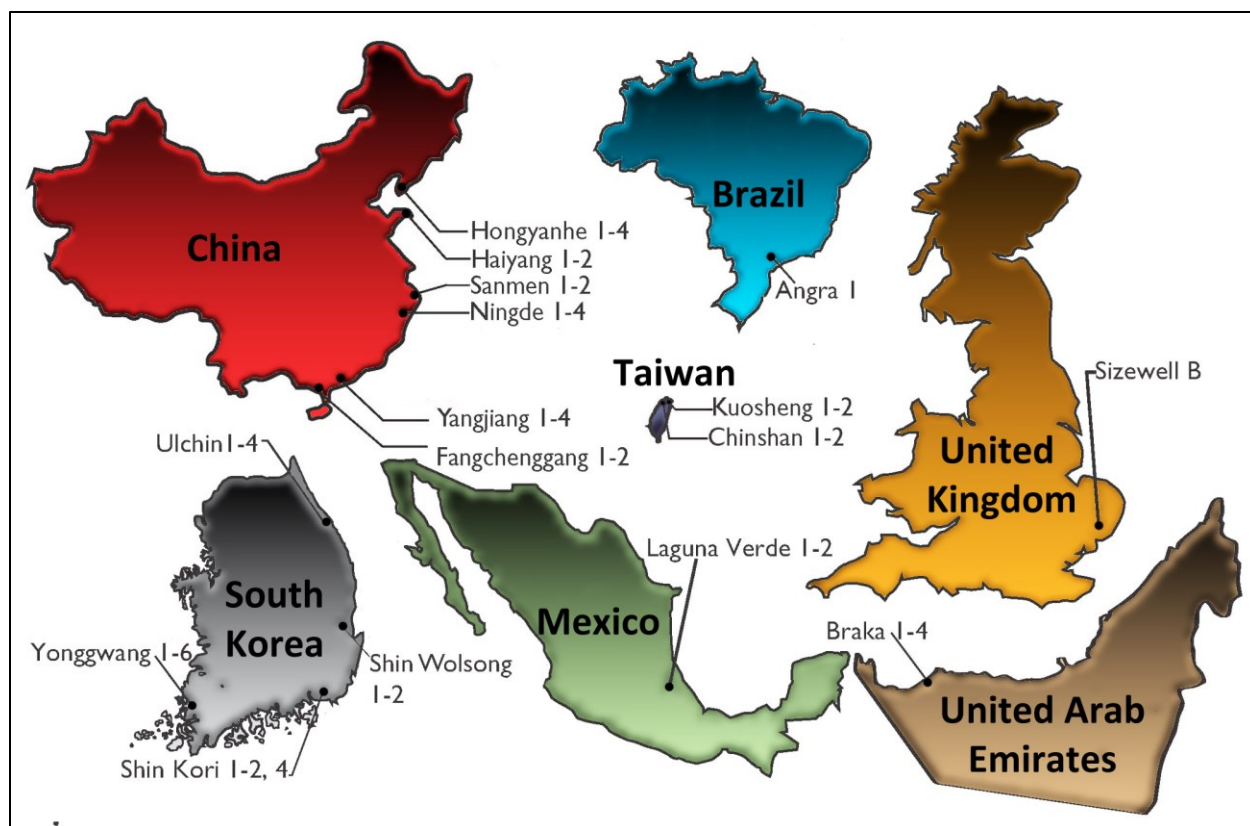 China
Hongyanhe 1-4
Haiyang 1-2
Sanmen 1-2
Ningde 1-4
Yangjiang 1-4
Fangchenggang 1-2
Brazil
Angra 1
Taiwan
Kuosheng 1-2
Chinshan 1-2
Sizewell B
United
Kingdom
Ulchin1-4
South
Korea
Yonggwang 1-6
Shin Wolsong
1-2
Shin Kori 1-2, 4
Laguna Verde 1-2
Mexico
Braka 1-4
United Arab
Emirates